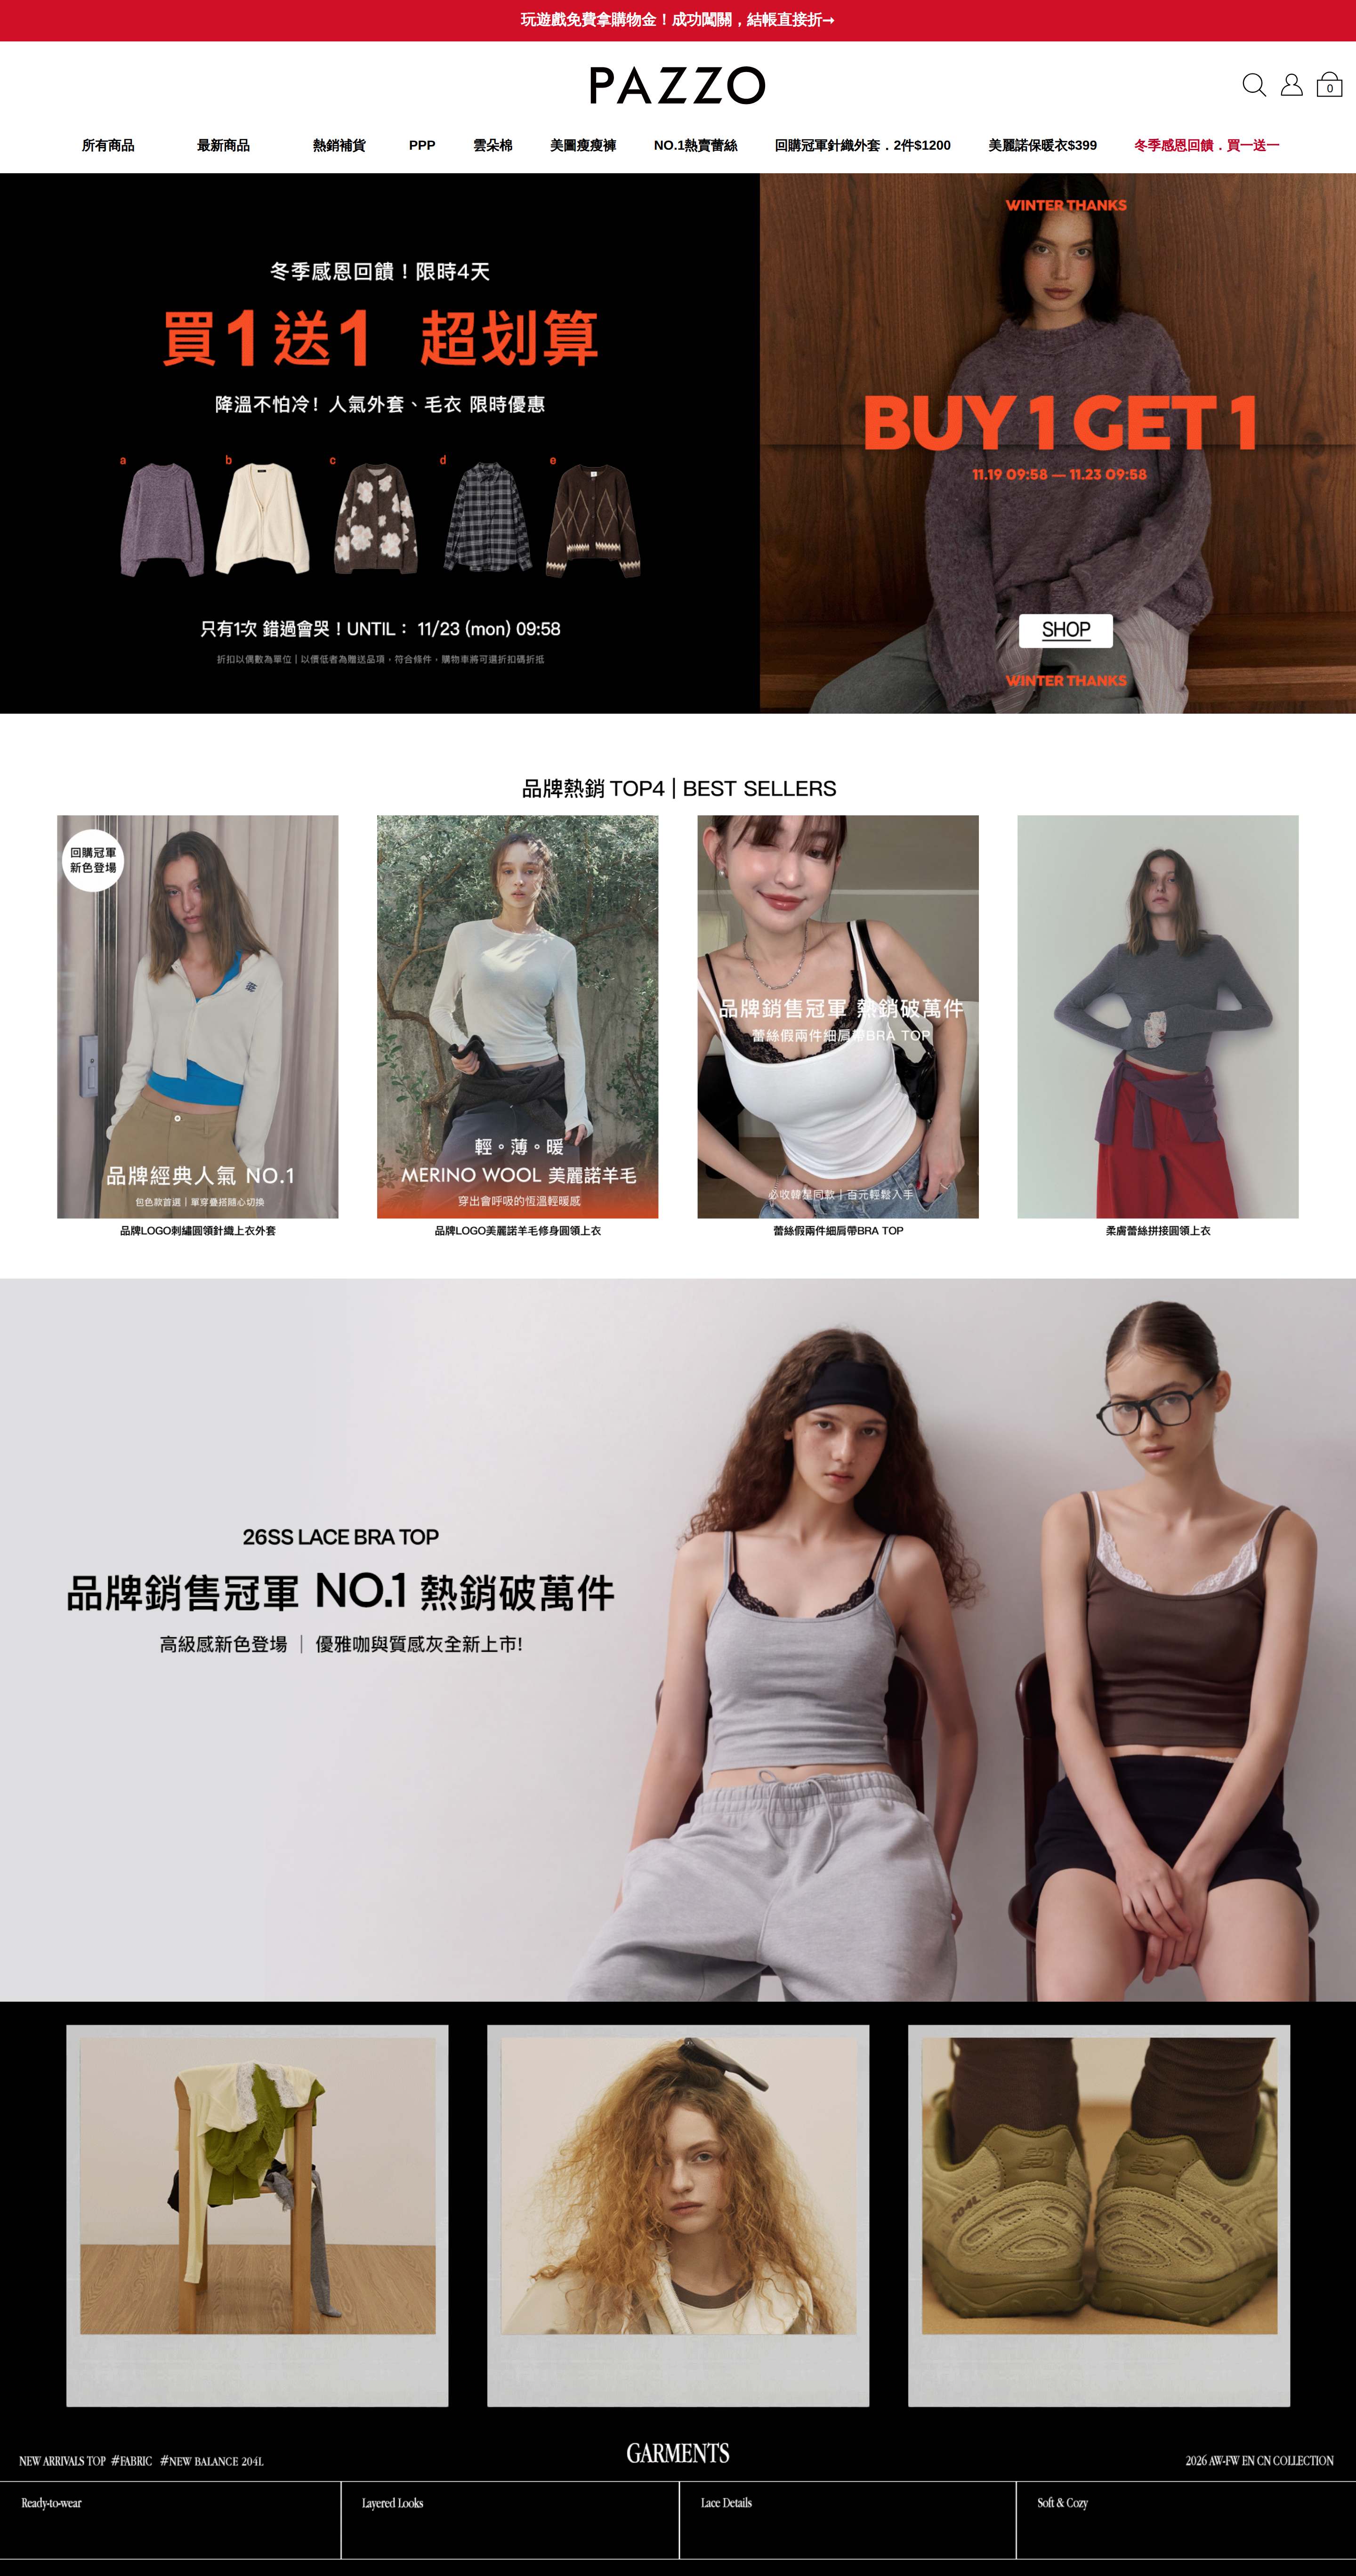 玩遊戲免費拿購物金！成功闖關，結帳直接折→
PAZZO
0
所有商品 最新商品 熱銷補貨 PPP 雲朵棉 美圖瘦瘦褲 NO.1熱賣蕾絲 回購冠軍針織外套．2件$1200 美麗諾保暖衣$399 冬季感恩回饋．買一送一
冬季感恩回饋！限時4天
買1送1 超划算
降溫不怕冷！人氣外套、毛衣 限時優惠
a b c d e
只有1次 錯過會哭！UNTIL： 11/23 (mon) 09:58
折扣以偶數為單位 | 以價低者為贈送品項，符合條件，購物車將可選折扣碼折抵
WINTER THANKS
BUY 1 GET 1
11.19 09:58 — 11.23 09:58
SHOP
WINTER THANKS
品牌熱銷 TOP4 | BEST SELLERS
回購冠軍
新色登場
品牌經典人氣 NO.1
包色款首選 | 單穿疊搭隨心切換
品牌LOGO刺繡圓領針織上衣外套
輕。薄。暖
MERINO WOOL 美麗諾羊毛
穿出會呼吸的恆溫輕暖感
品牌LOGO美麗諾羊毛修身圓領上衣
品牌銷售冠軍 熱銷破萬件
蕾絲假兩件細肩帶BRA TOP
必收韓星同款 | 百元輕鬆入手
蕾絲假兩件細肩帶BRA TOP
柔膚蕾絲拼接圓領上衣
26SS LACE BRA TOP
品牌銷售冠軍 NO.1 熱銷破萬件
高級感新色登場 | 優雅咖與質感灰全新上市!
204L
204L
NEW ARRIVALS TOP #FABRIC #NEW BALANCE 204L
GARMENTS
2026 AW-FW EN CN COLLECTION
Ready-to-wear
Layered Looks
Lace Details
Soft & Cozy